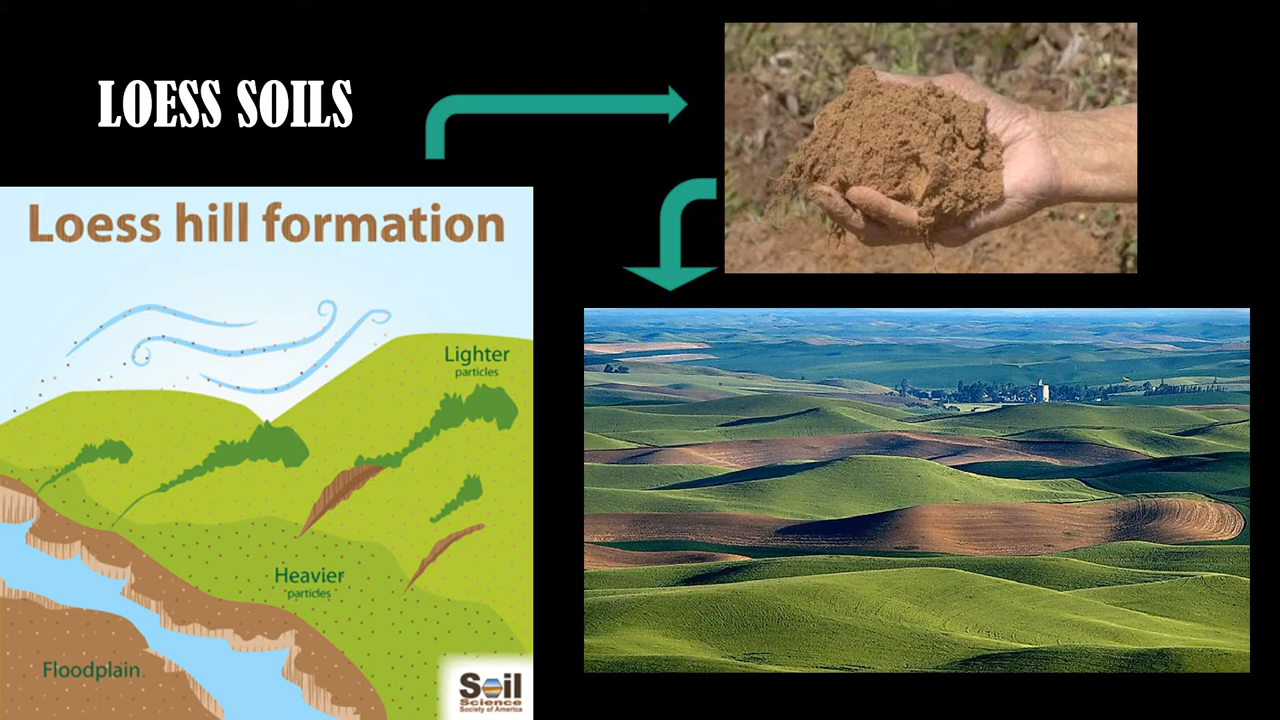 LOESS SOILS
Loess hill formation
Lighter
particles
Heavier
particles
Floodplain
Soil
Science
Society of America